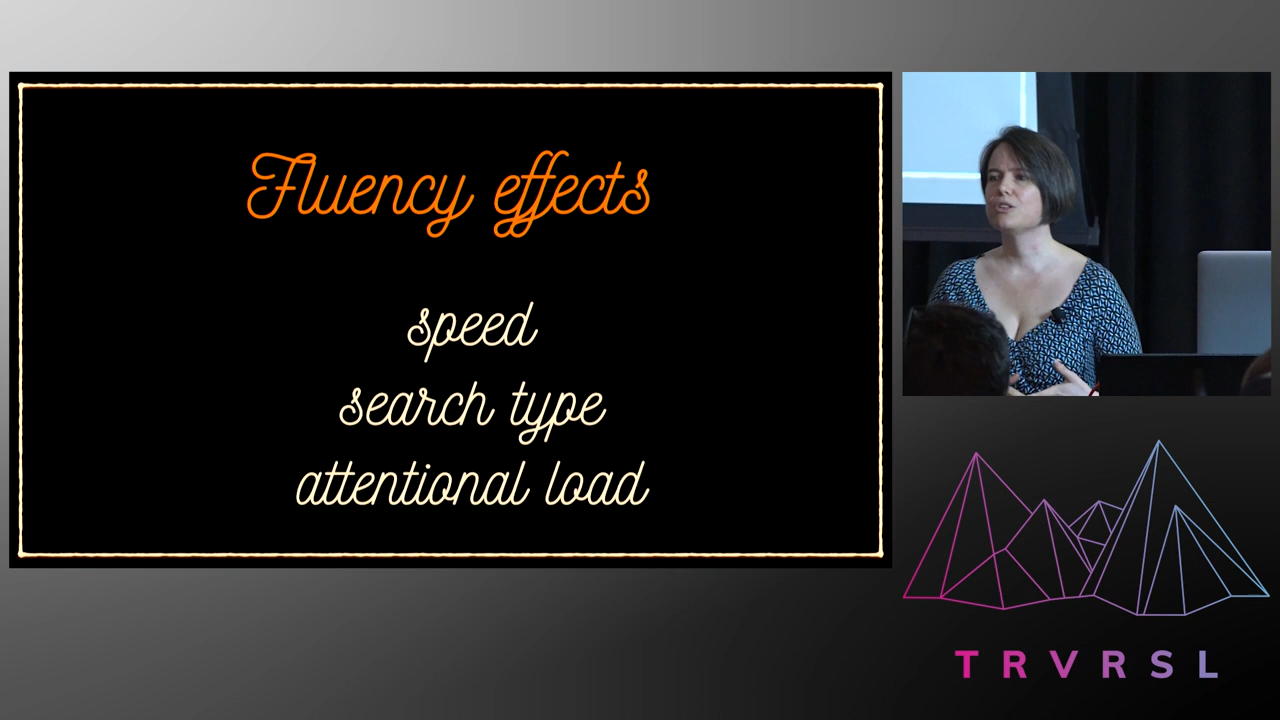 Fluency effects
speed
search type
attentional load
TRVRSL